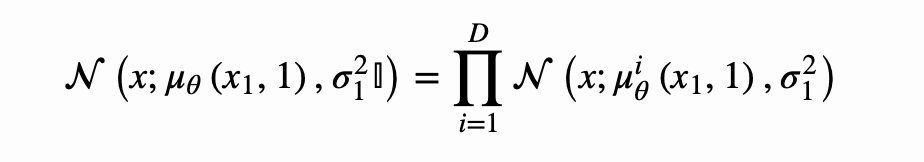 𝒩 (x; μ_θ (x_1, 1), σ_1^2 𝕀) = ∏_{i=1}^{D} 𝒩 (x; μ_θ^i (x_1, 1), σ_1^2)